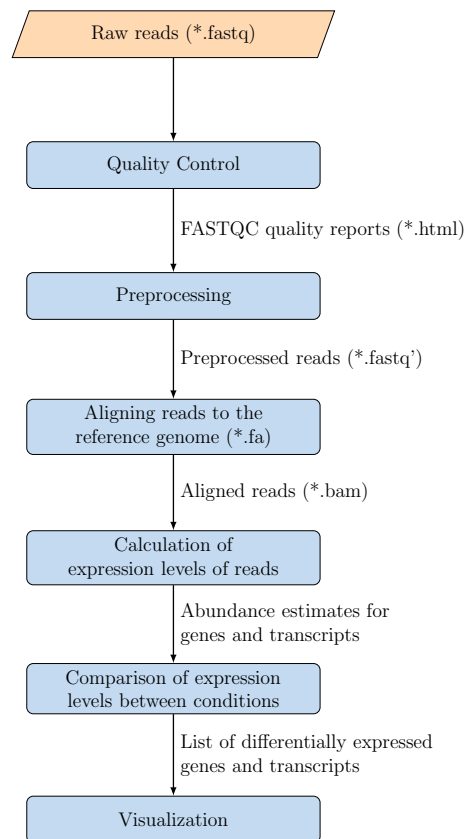 Raw reads (*.fastq)
Quality Control
FASTQC quality reports (*.html)
Preprocessing
Preprocessed reads (*.fastq’)
Aligning reads to the
reference genome (*.fa)
Aligned reads (*.bam)
Calculation of
expression levels of reads
Abundance estimates for
genes and transcripts
Comparison of expression
levels between conditions
List of differentially expressed
genes and transcripts
Visualization